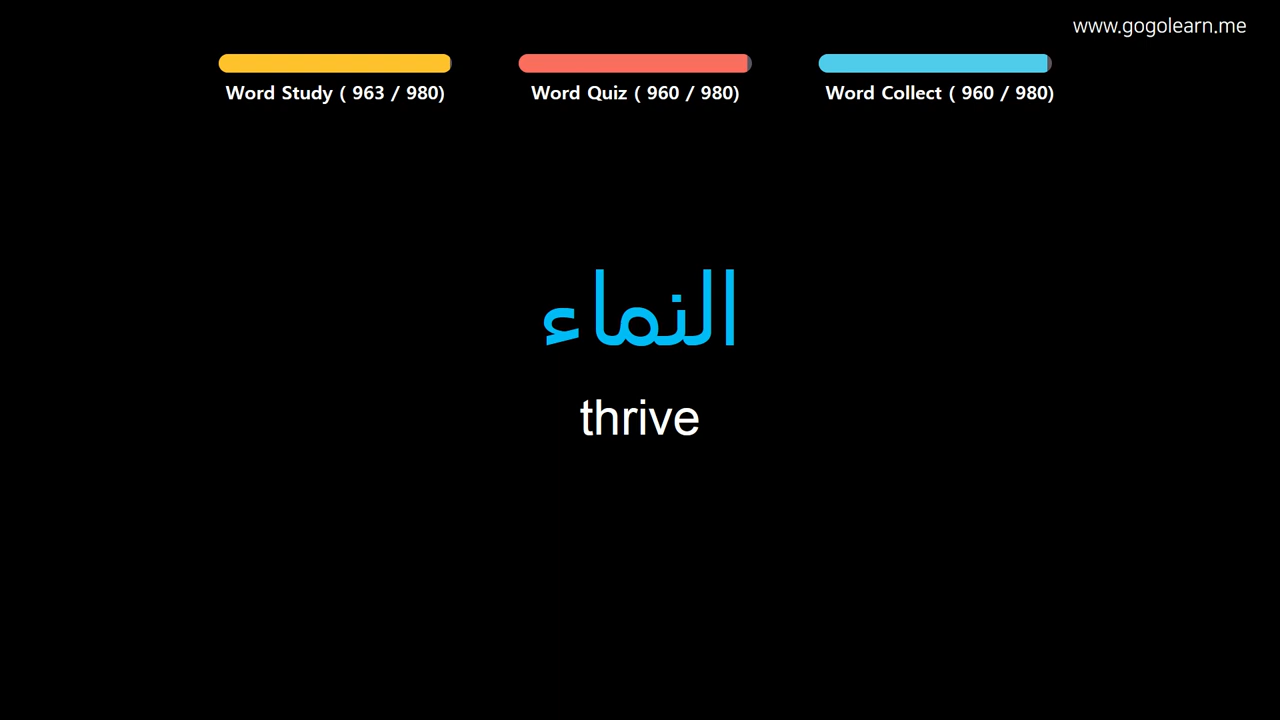 www.gogolearn.me
Word Study ( 963 / 980)
Word Quiz ( 960 / 980)
Word Collect ( 960 / 980)
النماء
thrive